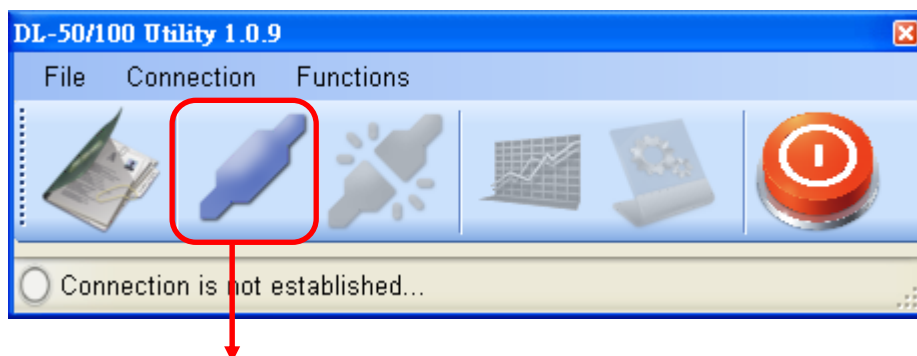 DL-50/100 Utility 1.0.9
File Connection Functions
Connection is not established...